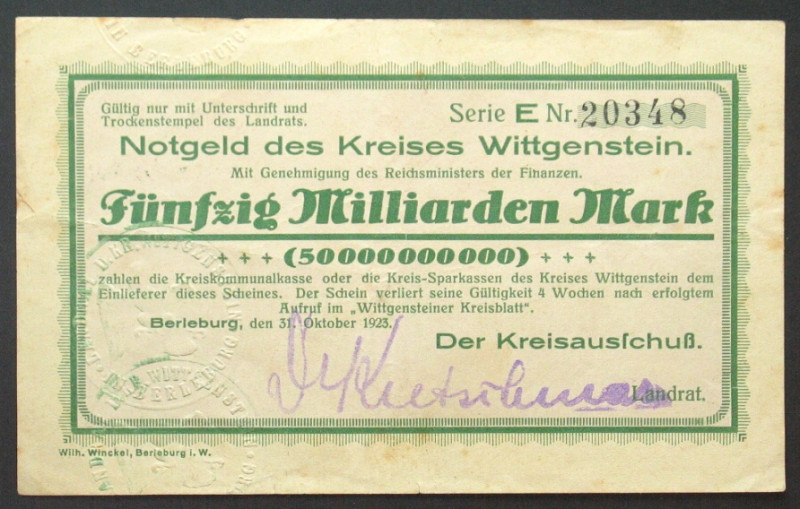 Gültig nur mit Unterschrift und
Trockenstempel des Landrats.
Serie E Nr. 20348
Notgeld des Kreises Wittgenstein.
Mit Genehmigung des Reichsministers der Finanzen.
Fünfzig Milliarden Mark
+ + + (50000000000) + + +
zahlen die Kreiskommunalkasse oder die Kreis-Sparkassen des Kreises Wittgenstein dem
Einlieferer dieses Scheines. Der Schein verliert seine Gültigkeit 4 Wochen nach erfolgtem
Aufruf im „Wittgensteiner Kreisblatt“.
Berleburg, den 31. Oktober 1923.
Der Kreisausſchuß.
Landrat.
Wilh. Winckel, Berleburg i. W.